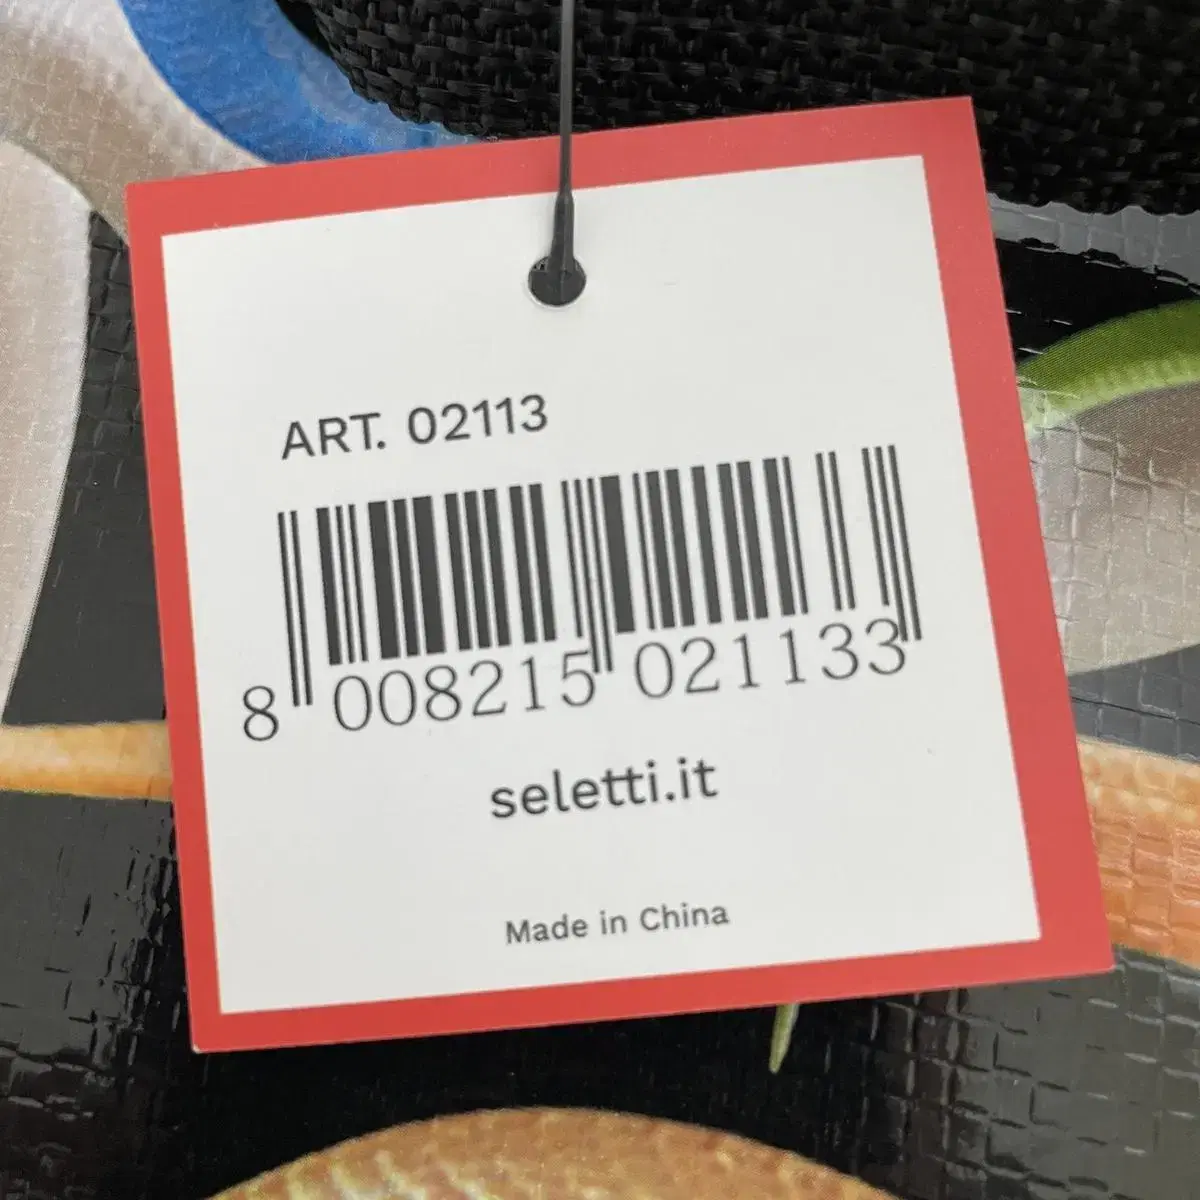 ART. 02113
8 008215 021133
seletti.it
Made in China